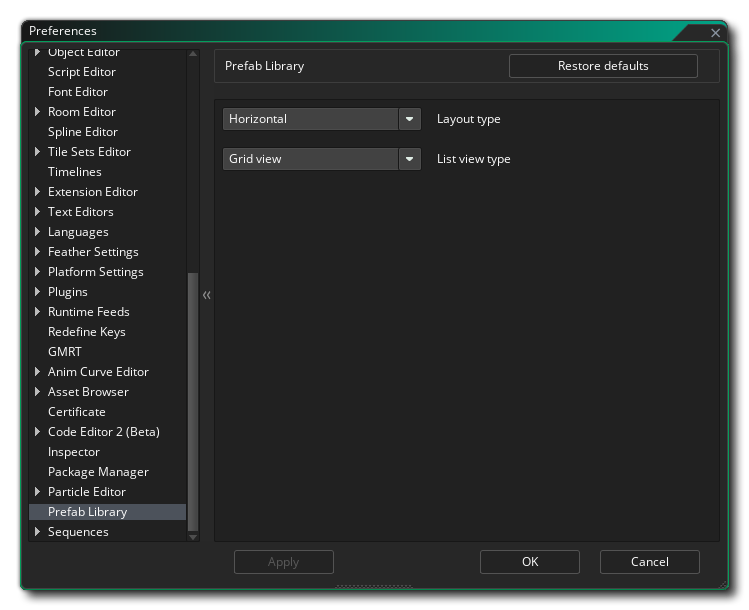 Preferences
Object Editor
Script Editor
Font Editor
Room Editor
Spline Editor
Tile Sets Editor
Timelines
Extension Editor
Text Editors
Languages
Feather Settings
Platform Settings
Plugins
Runtime Feeds
Redefine Keys
GMRT
Anim Curve Editor
Asset Browser
Certificate
Code Editor 2 (Beta)
Inspector
Package Manager
Particle Editor
Prefab Library
Sequences
Prefab Library Restore defaults
Horizontal Layout type
Grid view List view type
Apply OK Cancel